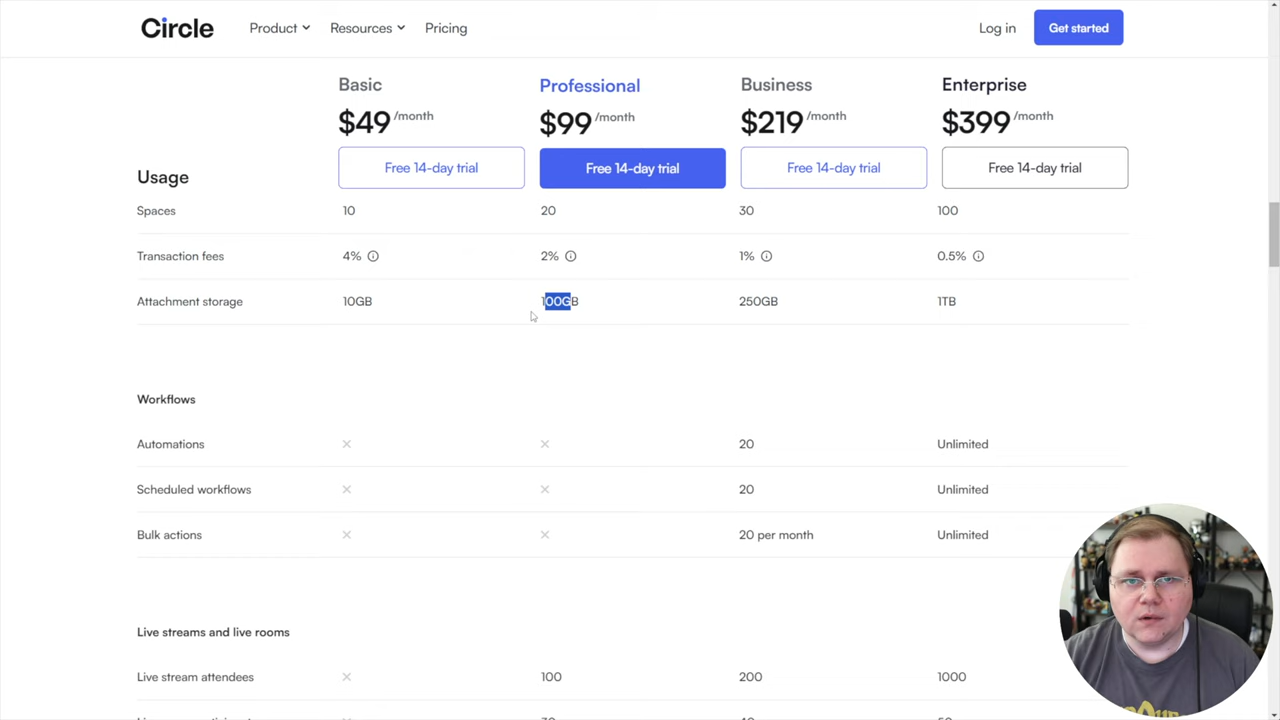 Circle Product Resources Pricing Log in Get started
Basic Professional Business Enterprise
$49 /month $99 /month $219 /month $399 /month
Usage Free 14-day trial Free 14-day trial Free 14-day trial Free 14-day trial
Spaces 10 20 30 100
Transaction fees 4% 2% 1% 0.5%
Attachment storage 10GB 100GB 250GB 1TB
Workflows
Automations 20 Unlimited
Scheduled workflows 20 Unlimited
Bulk actions 20 per month Unlimited
Live streams and live rooms
Live stream attendees 100 200 1000